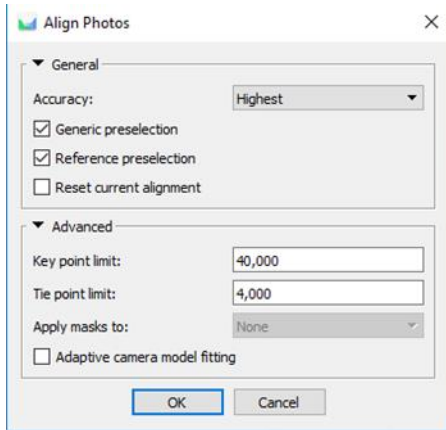 Align Photos
General
Accuracy: Highest
Generic preselection
Reference preselection
Reset current alignment
Advanced
Key point limit: 40,000
Tie point limit: 4,000
Apply masks to: None
Adaptive camera model fitting
OK Cancel